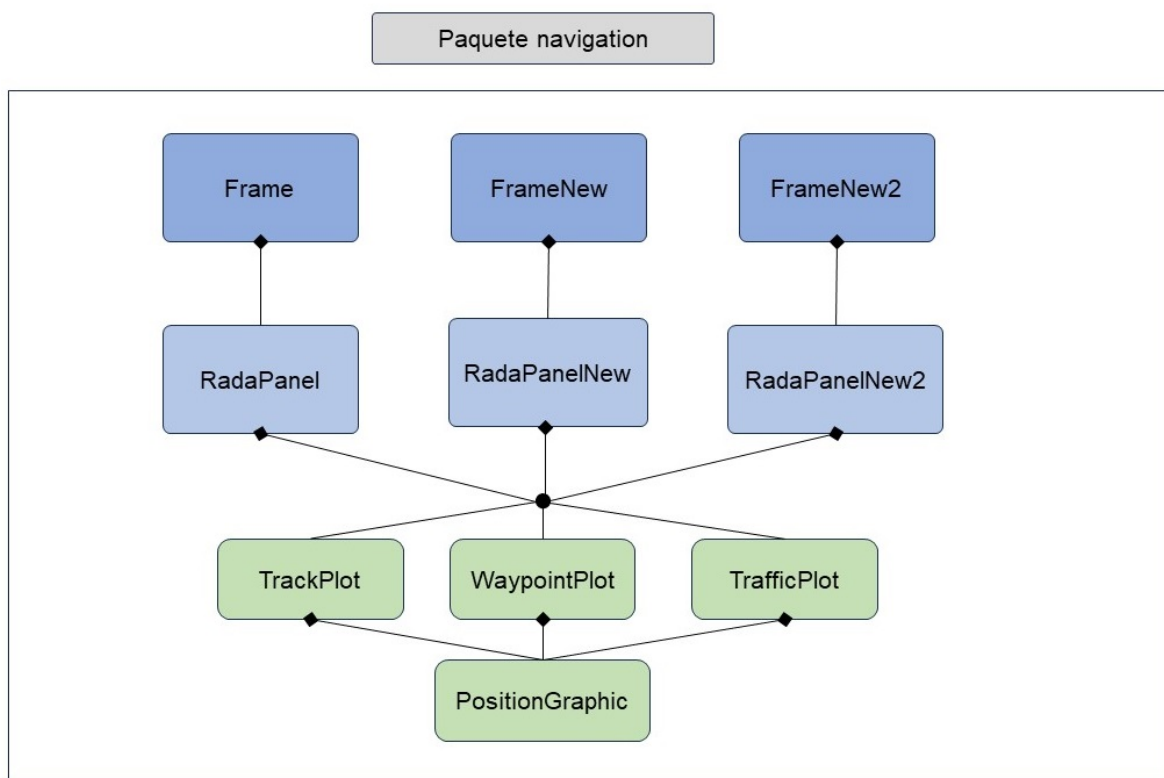 Paquete navigation
Frame
FrameNew
FrameNew2
RadaPanel
RadaPanelNew
RadaPanelNew2
TrackPlot
WaypointPlot
TrafficPlot
PositionGraphic